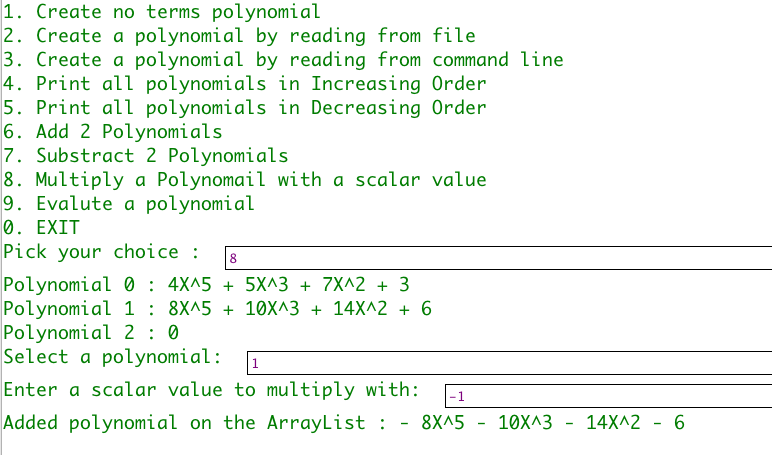 1. Create no terms polynomial
2. Create a polynomial by reading from file
3. Create a polynomial by reading from command line
4. Print all polynomials in Increasing Order
5. Print all polynomials in Decreasing Order
6. Add 2 Polynomials
7. Substract 2 Polynomials
8. Multiply a Polynomail with a scalar value
9. Evalute a polynomial
0. EXIT
Pick your choice : 8
Polynomial 0 : 4X^5 + 5X^3 + 7X^2 + 3
Polynomial 1 : 8X^5 + 10X^3 + 14X^2 + 6
Polynomial 2 : 0
Select a polynomial: 1
Enter a scalar value to multiply with: -1
Added polynomial on the ArrayList : - 8X^5 - 10X^3 - 14X^2 - 6